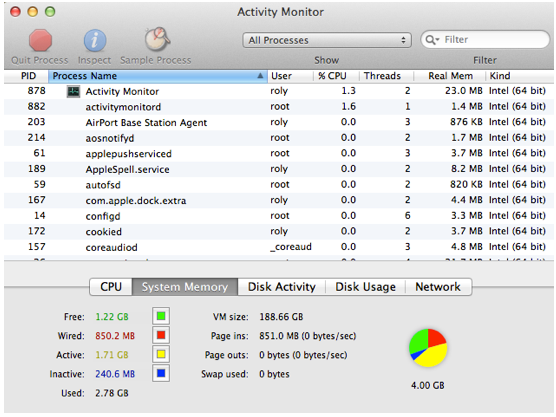 Activity Monitor
All Processes
Filter
Quit Process Inspect Sample Process Show Filter
PID Process Name User % CPU Threads Real Mem Kind
878 Activity Monitor roly 1.3 2 23.0 MB Intel (64 bit)
882 activitymonitord root 1.6 1 1.4 MB Intel (64 bit)
203 AirPort Base Station Agent roly 0.0 3 876 KB Intel (64 bit)
214 aosnotifyd root 0.0 2 1.7 MB Intel (64 bit)
61 applepushserviced root 0.0 3 3.7 MB Intel (64 bit)
189 AppleSpell.service roly 0.0 2 8.2 MB Intel (64 bit)
59 autofsd root 0.0 2 820 KB Intel (64 bit)
167 com.apple.dock.extra roly 0.0 2 4.4 MB Intel (64 bit)
14 configd root 0.0 6 3.3 MB Intel (64 bit)
172 cookied roly 0.0 2 3.7 MB Intel (64 bit)
157 coreaudiod _coreaud 0.0 3 4.8 MB Intel (64 bit)
CPU System Memory Disk Activity Disk Usage Network
Free: 1.22 GB VM size: 188.66 GB
Wired: 850.2 MB Page ins: 851.0 MB (0 bytes/sec)
Active: 1.71 GB Page outs: 0 bytes (0 bytes/sec)
Inactive: 240.6 MB Swap used: 0 bytes
Used: 2.78 GB 4.00 GB